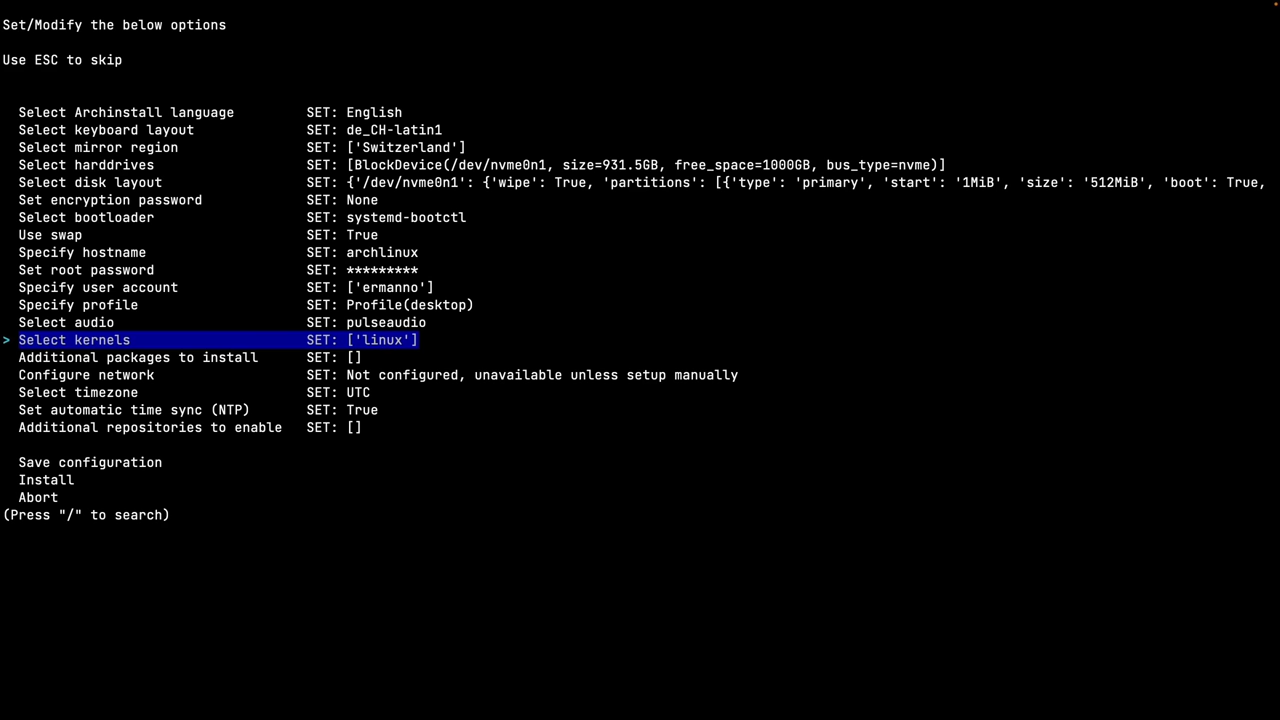 Set/Modify the below options
Use ESC to skip
Select Archinstall language SET: English
Select keyboard layout SET: de_CH-latin1
Select mirror region SET: ['Switzerland']
Select harddrives SET: [BlockDevice(/dev/nvme0n1, size=931.5GB, free_space=1000GB, bus_type=nvme)]
Select disk layout SET: {'/dev/nvme0n1': {'wipe': True, 'partitions': [{'type': 'primary', 'start': '1MiB', 'size': '512MiB', 'boot': True,
Set encryption password SET: None
Select bootloader SET: systemd-bootctl
Use swap SET: True
Specify hostname SET: archlinux
Set root password SET: *********
Specify user account SET: ['ermanno']
Specify profile SET: Profile(desktop)
Select audio SET: pulseaudio
> Select kernels SET: ['linux']
Additional packages to install SET: []
Configure network SET: Not configured, unavailable unless setup manually
Select timezone SET: UTC
Set automatic time sync (NTP) SET: True
Additional repositories to enable SET: []
Save configuration
Install
Abort
(Press "/" to search)